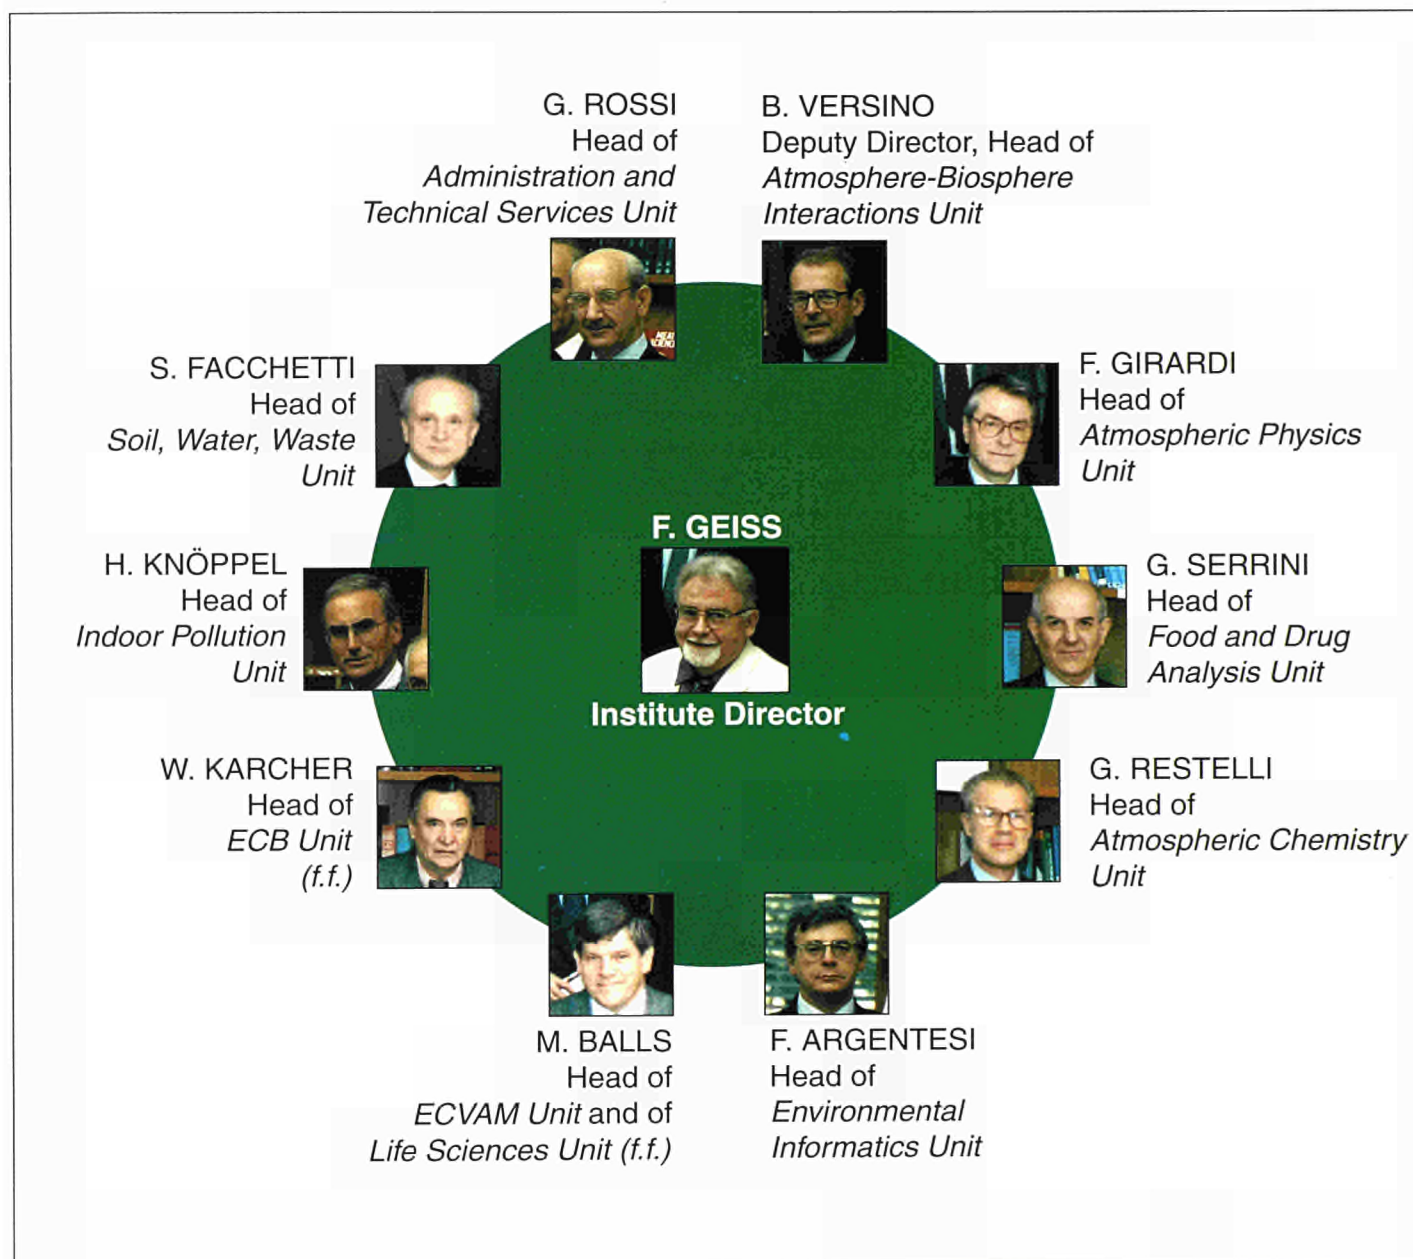 G. ROSSI
Head of
Administration and
Technical Services Unit
B. VERSINO
Deputy Director, Head of
Atmosphere-Biosphere
Interactions Unit
S. FACCHETTI
Head of
Soil, Water, Waste
Unit
F. GIRARDI
Head of
Atmospheric Physics
Unit
F. GEISS
Institute Director
H. KNÖPPEL
Head of
Indoor Pollution
Unit
G. SERRINI
Head of
Food and Drug
Analysis Unit
W. KARCHER
Head of
ECB Unit
(f.f.)
G. RESTELLI
Head of
Atmospheric Chemistry
Unit
M. BALLS
Head of
ECVAM Unit and of
Life Sciences Unit (f.f.)
F. ARGENTESI
Head of
Environmental
Informatics Unit